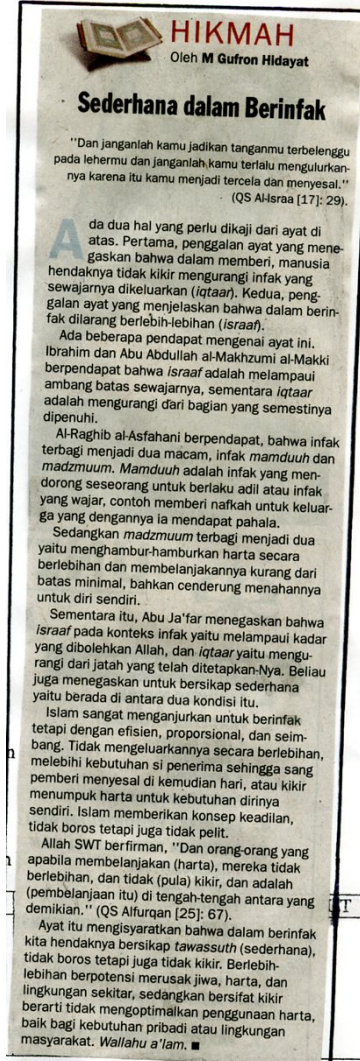 HIKMAH
Oleh M Gufron Hidayat
Sederhana dalam Berinfak
"Dan janganlah kamu jadikan tanganmu terbelenggu
pada lehermu dan janganlah kamu terlalu mengulurkan-
nya karena itu kamu menjadi tercela dan menyesal."
(QS Al-Israa [17]: 29).
Ada dua hal yang perlu dikaji dari ayat di
atas. Pertama, penggalan ayat yang mene-
gaskan bahwa dalam memberi, manusia
hendaknya tidak kikir mengurangi infak yang
sewajarnya dikeluarkan (iqtaar). Kedua, peng-
galan ayat yang menjelaskan bahwa dalam berin-
fak dilarang berlebih-lebihan (israaf).
Ada beberapa pendapat mengenai ayat ini.
Ibrahim dan Abu Abdullah al-Makhzumi al-Makki
berpendapat bahwa israaf adalah melampaui
ambang batas sewajarnya, sementara iqtaar
adalah mengurangi dari bagian yang semestinya
dipenuhi.
Al-Raghib al-Asfahani berpendapat, bahwa infak
terbagi menjadi dua macam, infak mamduuh dan
madzmuum. Mamduuh adalah infak yang men-
dorong seseorang untuk berlaku adil atau infak
yang wajar, contoh memberi nafkah untuk keluar-
ga yang dengannya ia mendapat pahala.
Sedangkan madzmuum terbagi menjadi dua
yaitu menghambur-hamburkan harta secara
berlebihan dan membelanjakannya kurang dari
batas minimal, bahkan cenderung menahannya
untuk diri sendiri.
Sementara itu, Abu Ja'far menegaskan bahwa
israaf pada konteks infak yaitu melampaui kadar
yang dibolehkan Allah, dan iqtaar yaitu mengu-
rangi dari jatah yang telah ditetapkan-Nya. Beliau
juga menegaskan untuk bersikap sederhana
yaitu berada di antara dua kondisi itu.
Islam sangat menganjurkan untuk berinfak
tetapi dengan efisien, proporsional, dan seim-
bang. Tidak mengeluarkannya secara berlebihan,
melebihi kebutuhan si penerima sehingga sang
pemberi menyesal di kemudian hari, atau kikir
menumpuk harta untuk kebutuhan dirinya
sendiri. Islam memberikan konsep keadilan,
tidak boros tetapi juga tidak pelit.
Allah SWT berfirman, "Dan orang-orang yang
apabila membelanjakan (harta), mereka tidak
berlebihan, dan tidak (pula) kikir, dan adalah
(pembelanjaan itu) di tengah-tengah antara yang
demikian." (QS Alfurqan [25]: 67).
Ayat itu mengisyaratkan bahwa dalam berinfak
kita hendaknya bersikap tawassuth (sederhana),
tidak boros tetapi juga tidak kikir. Berlebih-
lebihan berpotensi merusak jiwa, harta, dan
lingkungan sekitar, sedangkan bersifat kikir
berarti tidak mengoptimalkan penggunaan harta,
baik bagi kebutuhan pribadi atau lingkungan
masyarakat. Wallahu a'lam. ■